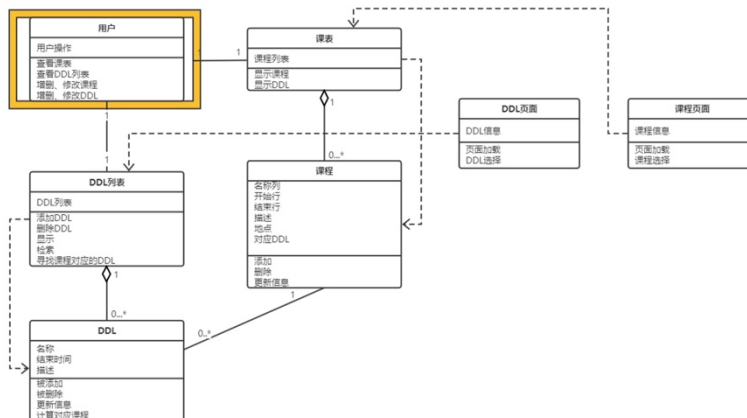 用户
用户操作
查看课表
查看DDL列表
增删、修改课程
增删、修改DDL
1
1
1
1
课表
课程列表
显示课程
显示DDL
1
0...*
DDL页面
DDL信息
页面加载
DDL选择
课程页面
课程信息
页面加载
课程选择
DDL列表
DDL列表
添加DDL
删除DDL
显示
检索
寻找课程对应的DDL
1
0...*
课程
名称列
开始行
结束行
描述
地点
对应DDL
添加
删除
更新信息
1
0...*
DDL
名称
结束时间
描述
被添加
被删除
更新信息
计算对应课程